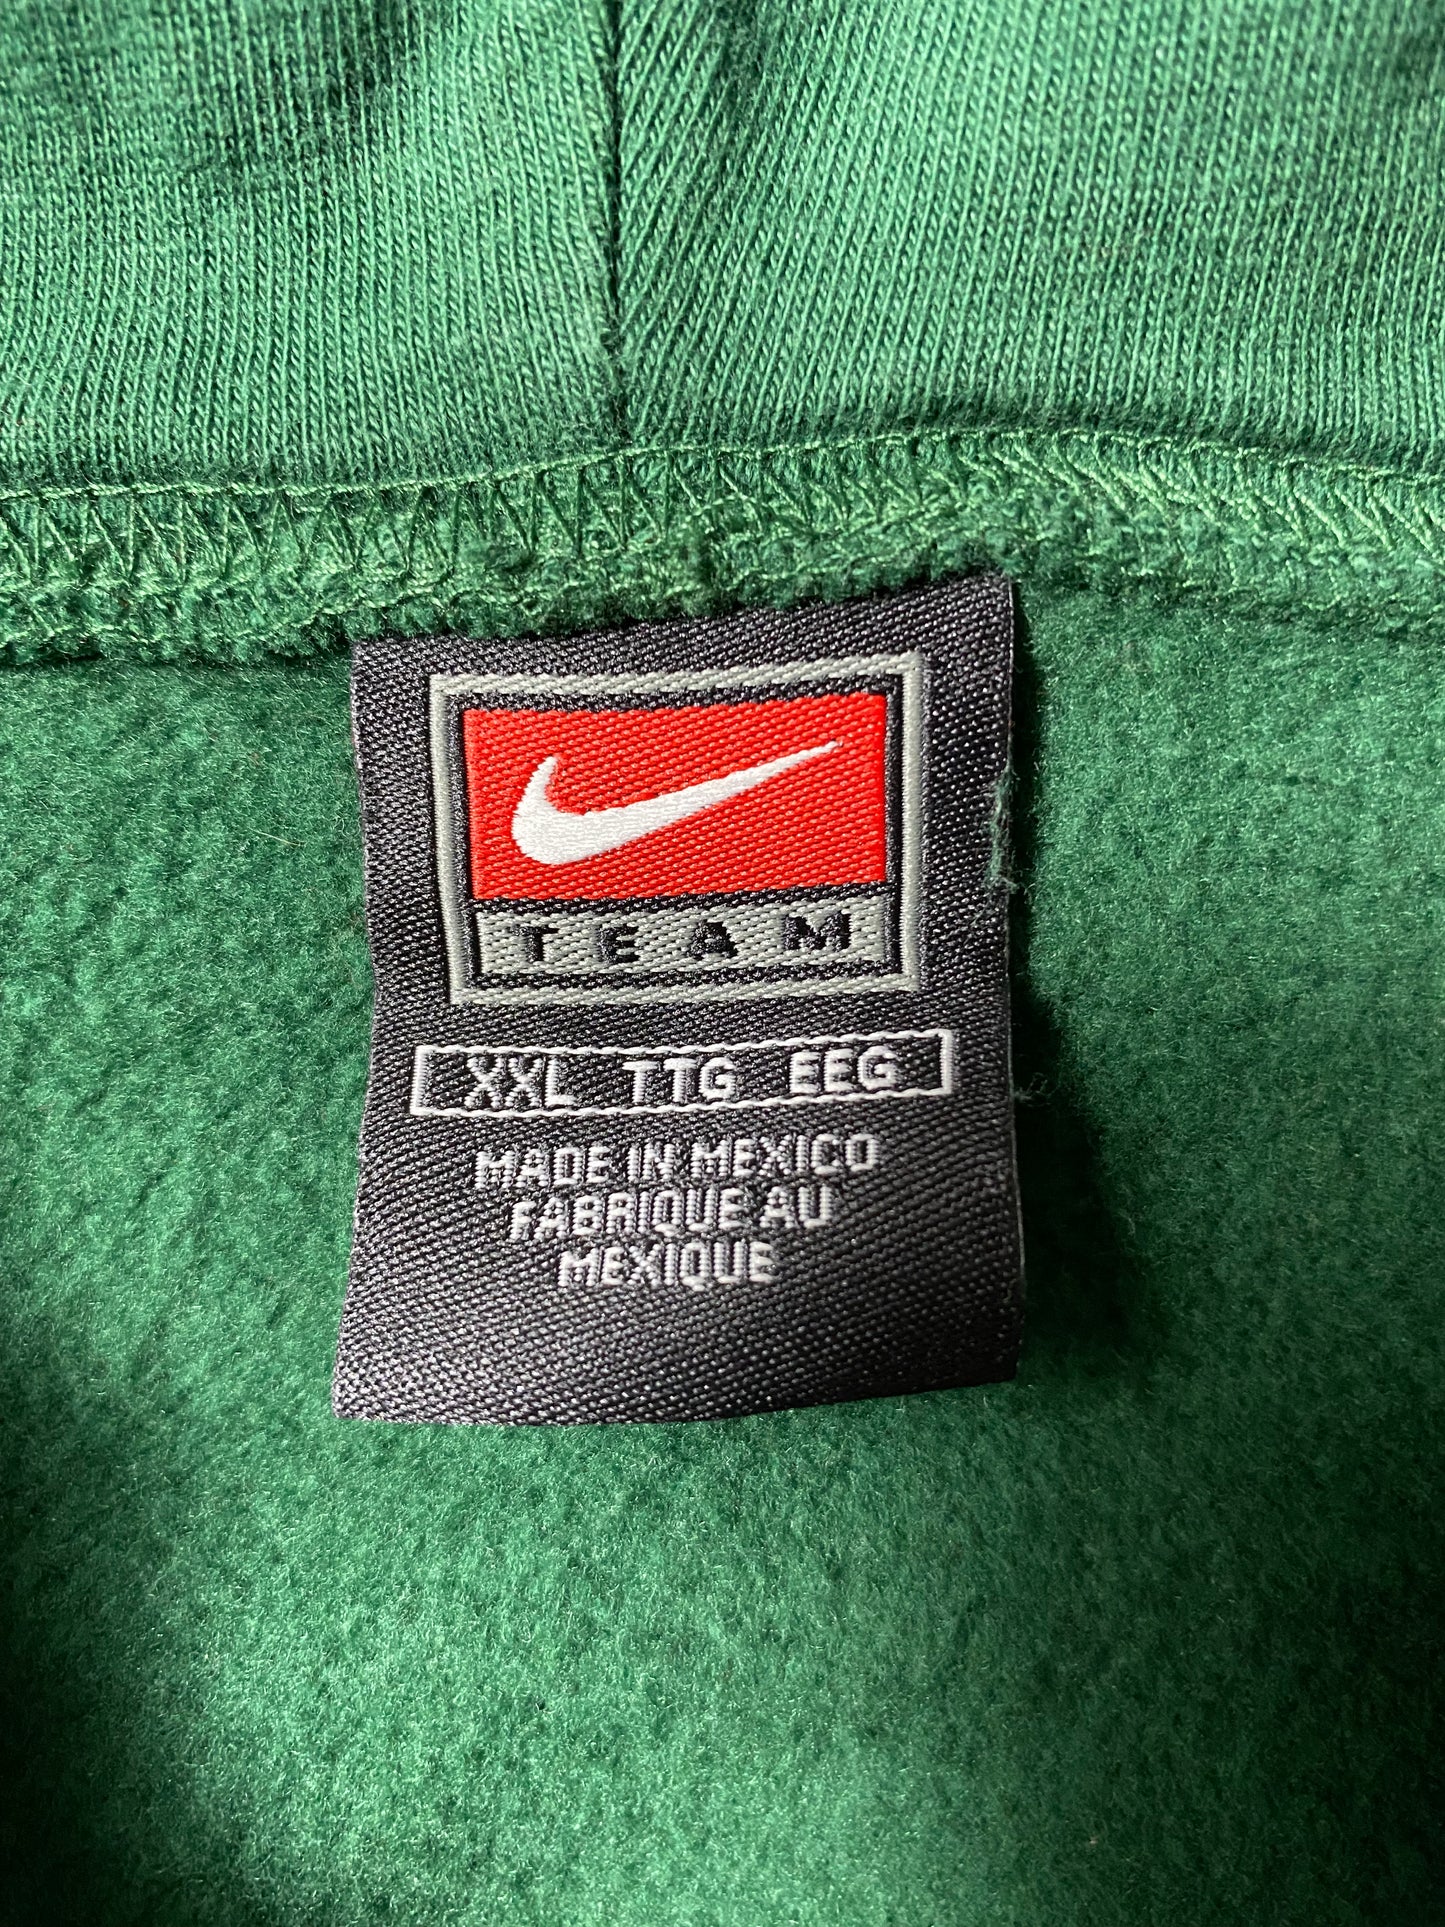 TEAM
XXL TTG EEG
MADE IN MEXICO
FABRIQUE AU
MEXIQUE